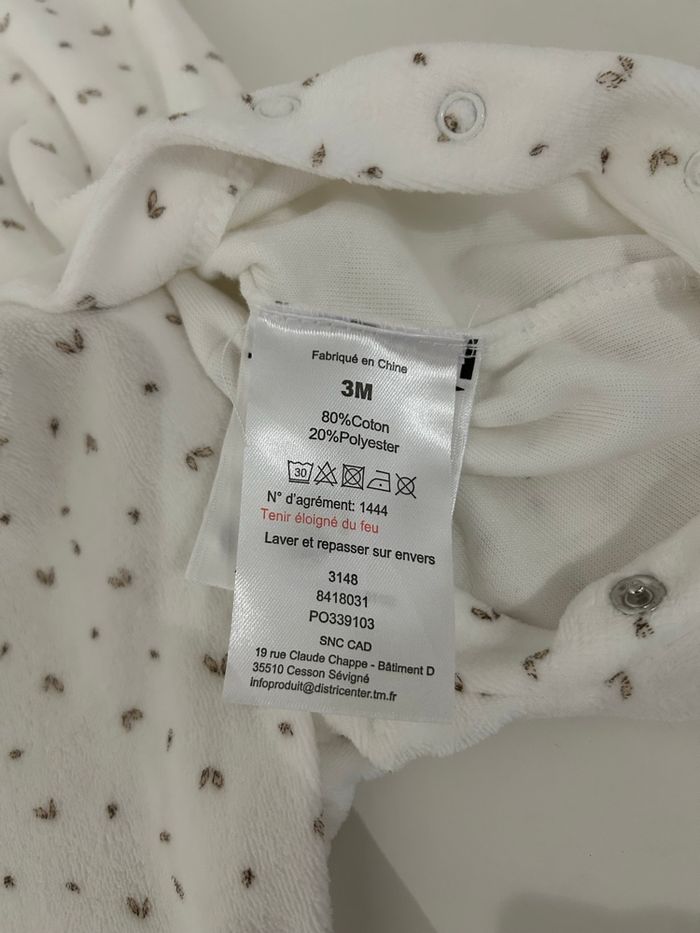 Fabriqué en Chine
3M
80%Coton
20%Polyester
30
N° d'agrément: 1444
Tenir éloigné du feu
Laver et repasser sur envers
3148
8418031
PO339103
SNC CAD
19 rue Claude Chappe - Bâtiment D
35510 Cesson Sévigné
infoproduit@districenter.tm.fr